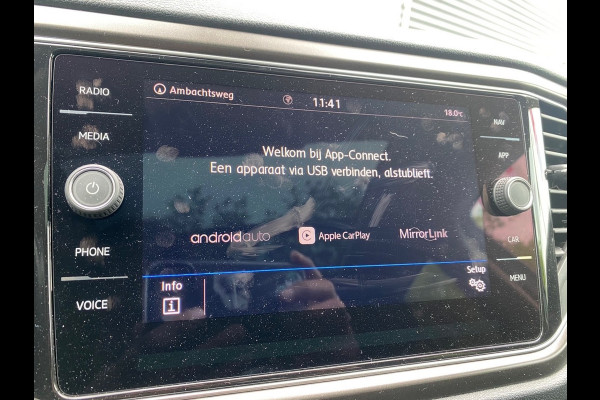 RADIO
MEDIA
PHONE
VOICE
Ambachtsweg
11:41
18.0°C
Welkom bij App-Connect.
Een apparaat via USB verbinden, alstublieft.
androidauto
Apple CarPlay
MirrorLink
Info
Setup
NAV
APP
CAR
MENU